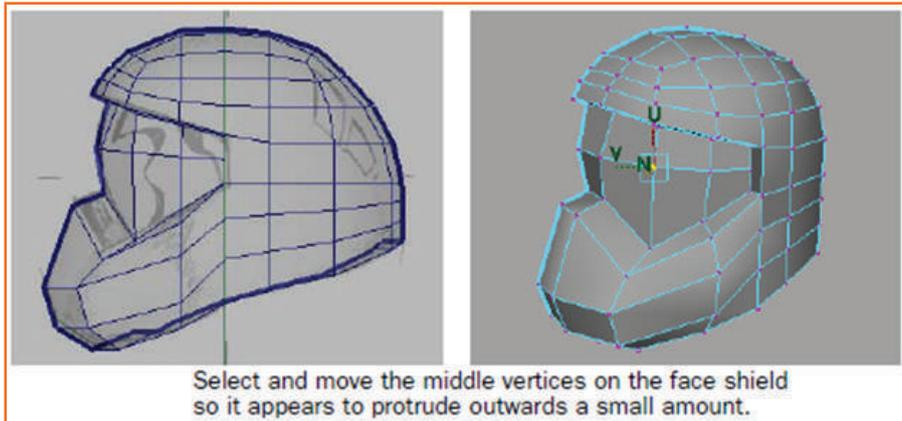 U
V N
Select and move the middle vertices on the face shield
so it appears to protrude outwards a small amount.